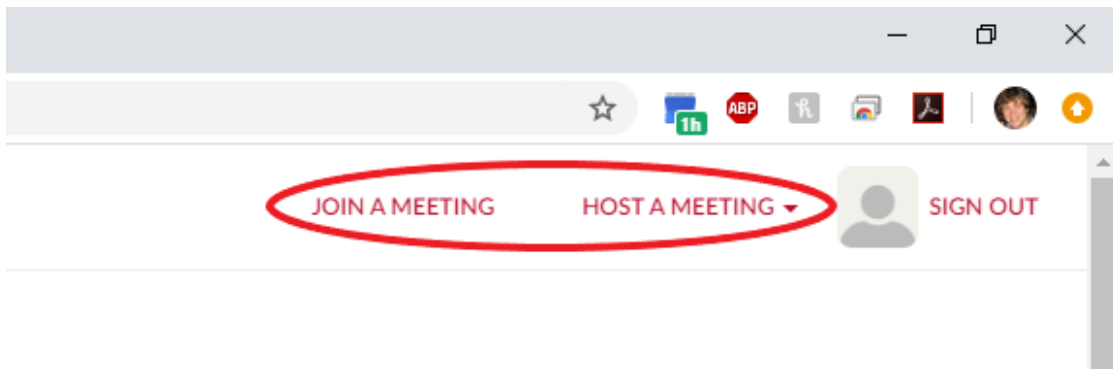 1h
ABP
JOIN A MEETING HOST A MEETING SIGN OUT